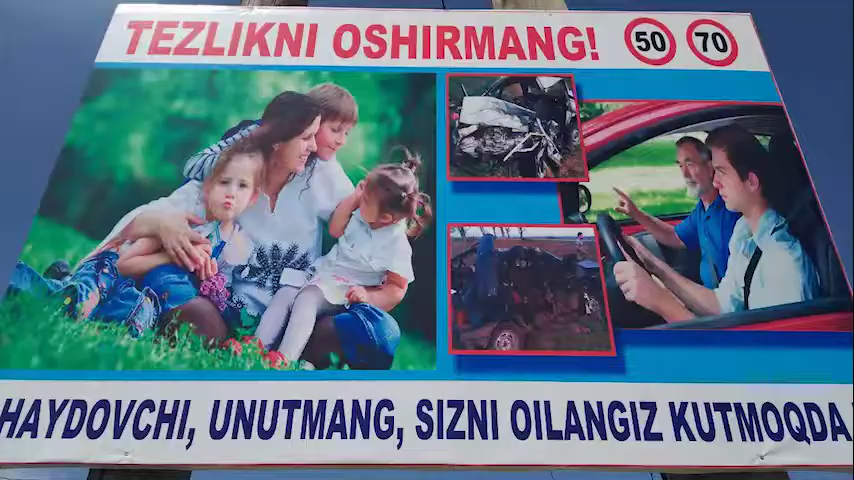 TEZLIKNI OSHIRMANG! 50 70
HAYDOVCHI, UNUTMANG, SIZNI OILANGIZ KUTMOQDA